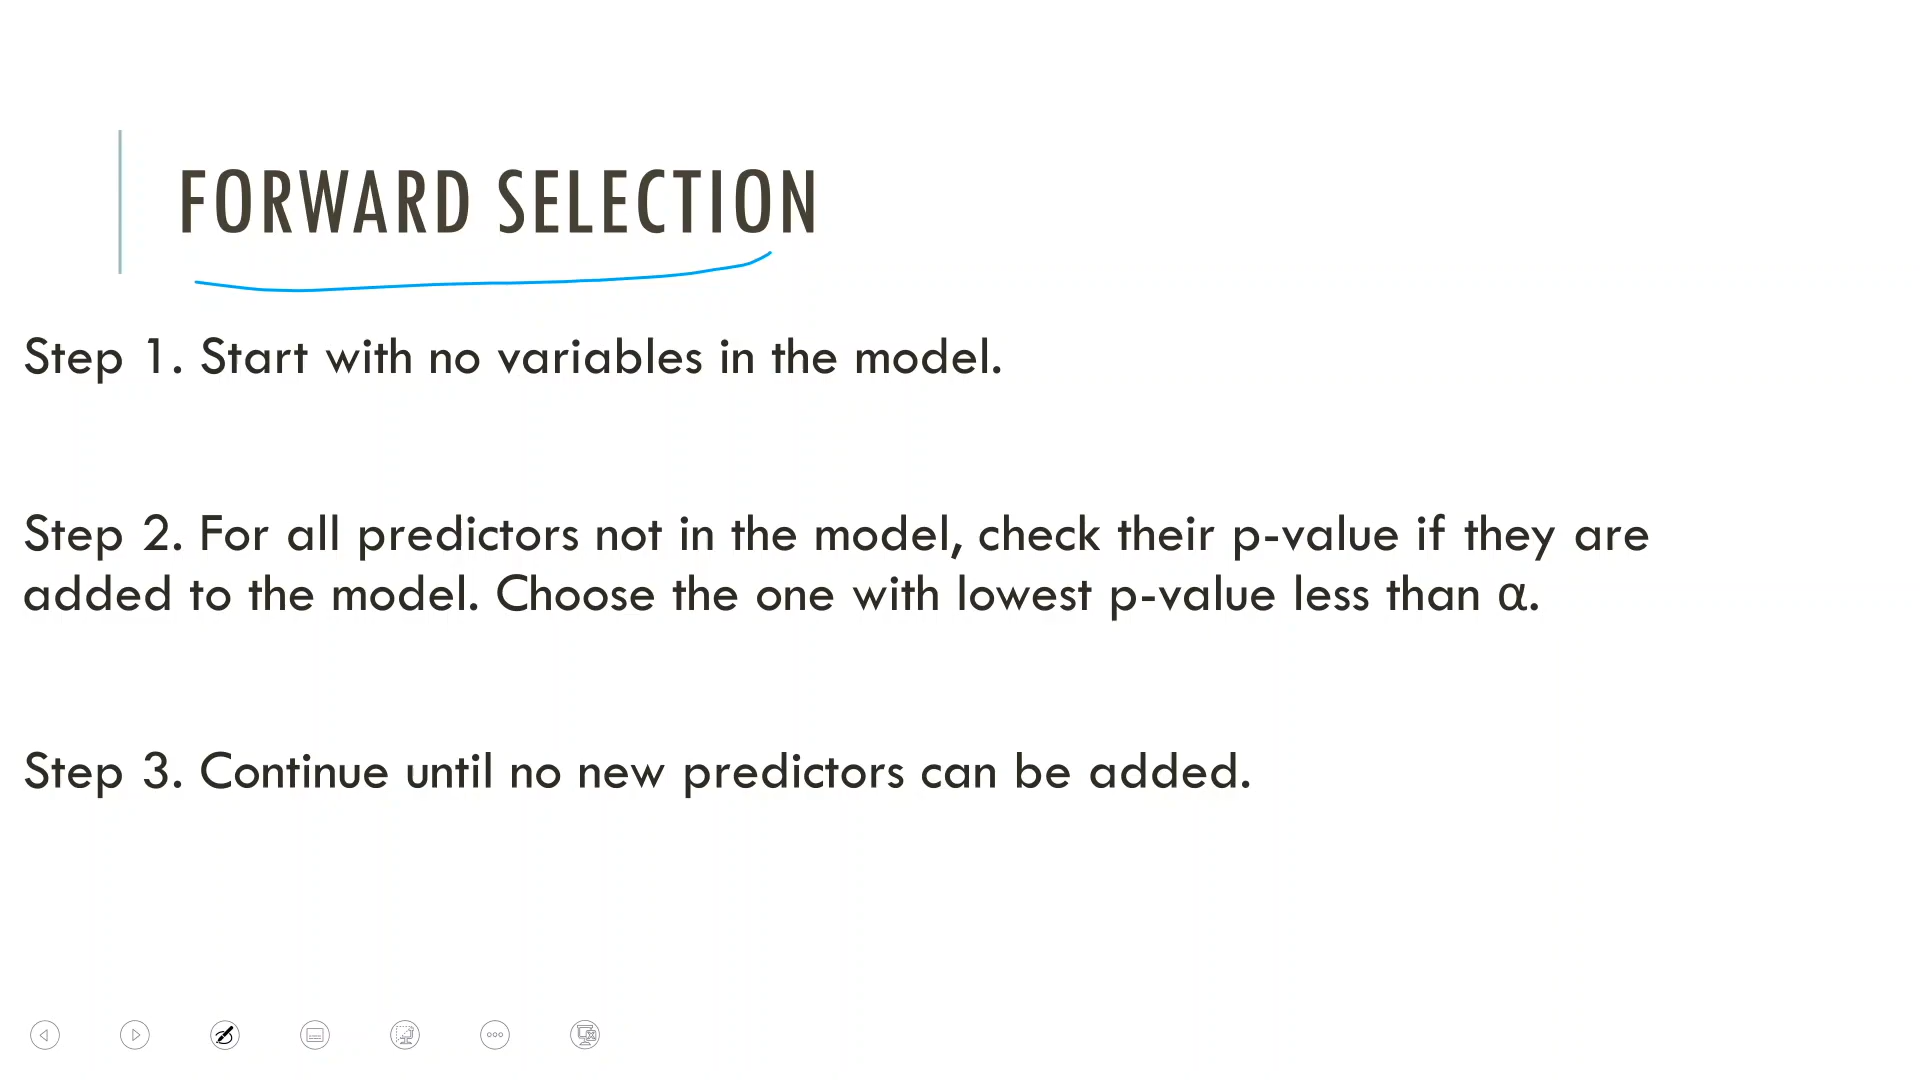 FORWARD SELECTION
Step 1. Start with no variables in the model.
Step 2. For all predictors not in the model, check their p-value if they are
added to the model. Choose the one with lowest p-value less than α.
Step 3. Continue until no new predictors can be added.